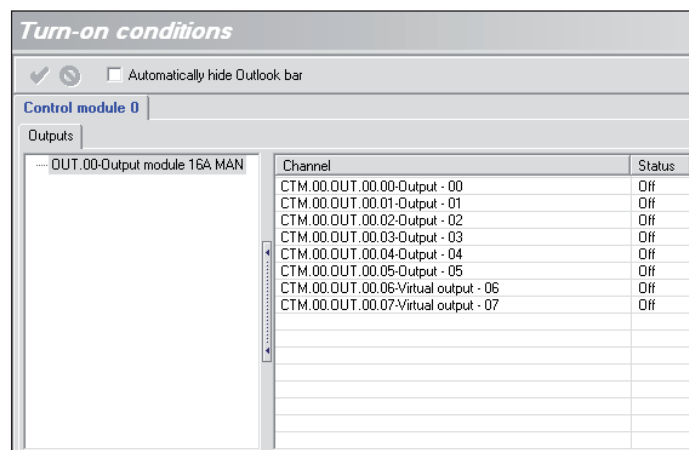 Turn-on conditions
Automatically hide Outlook bar
Control module 0
Outputs
OUT.00-Output module 16A MAN
Channel Status
CTM.00.OUT.00.00-Output - 00 Off
CTM.00.OUT.00.01-Output - 01 Off
CTM.00.OUT.00.02-Output - 02 Off
CTM.00.OUT.00.03-Output - 03 Off
CTM.00.OUT.00.04-Output - 04 Off
CTM.00.OUT.00.05-Output - 05 Off
CTM.00.OUT.00.06-Virtual output - 06 Off
CTM.00.OUT.00.07-Virtual output - 07 Off